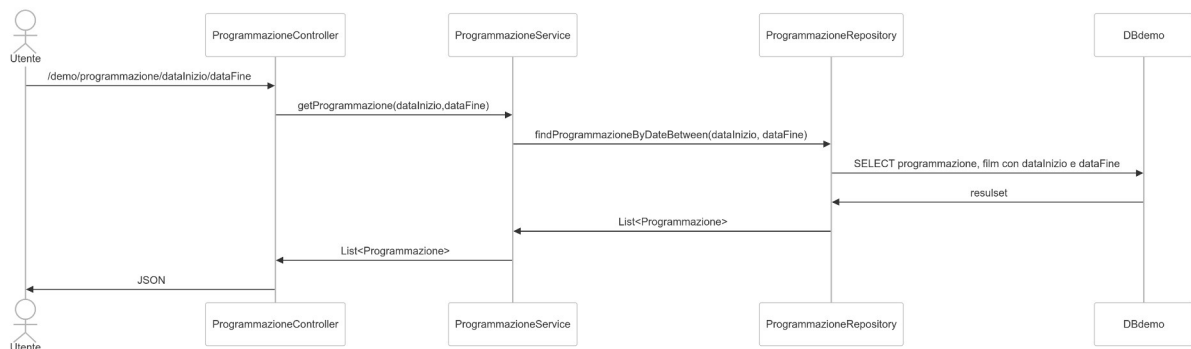 ProgrammazioneController
ProgrammazioneService
ProgrammazioneRepository
DBdemo
Utente
/demo/programmazione/dataInizio/dataFine
getProgrammazione(dataInizio,dataFine)
findProgrammazioneByDateBetween(dataInizio, dataFine)
SELECT programmazione, film con dataInizio e dataFine
resulset
List<Programmazione>
List<Programmazione>
JSON
ProgrammazioneController
ProgrammazioneService
ProgrammazioneRepository
DBdemo
Utente